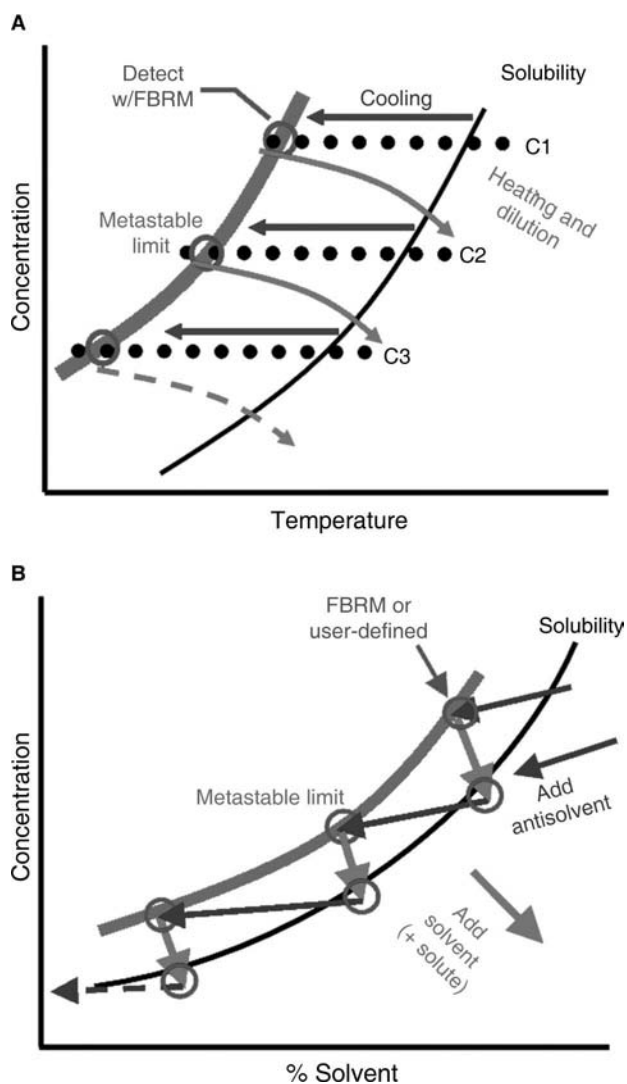 A
Detect
w/FBRM
Solubility
Cooling
C1
Heating and
dilution
Metastable
limit
C2
C3
Concentration
Temperature
B
FBRM or
user-defined
Solubility
Metastable limit
Add
antisolvent
Add
solvent
(+ solute)
Concentration
% Solvent